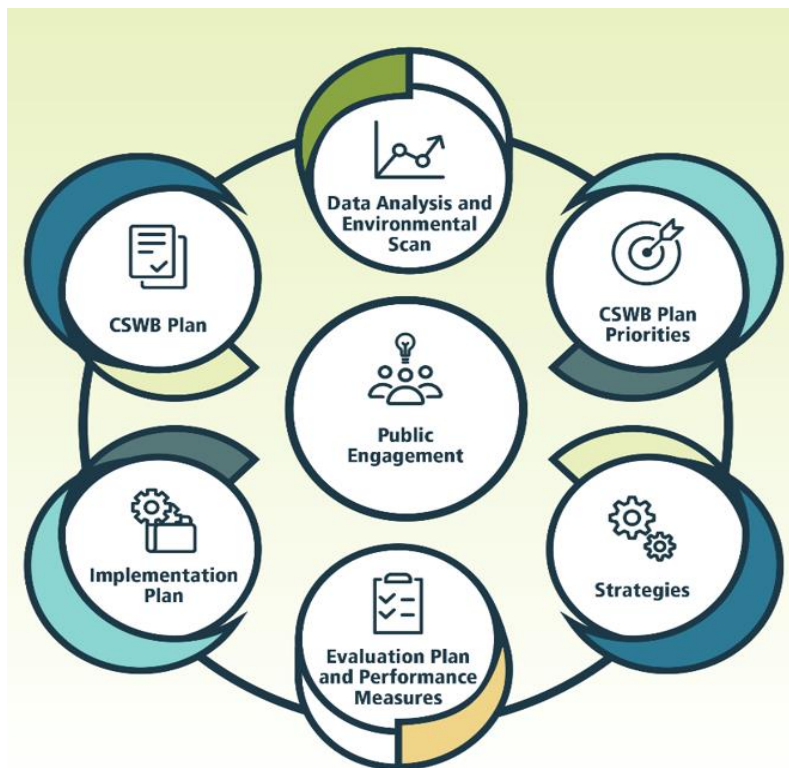 Data Analysis and
Environmental
Scan
CSWB Plan
Priorities
Strategies
Evaluation Plan
and Performance
Measures
Implementation
Plan
CSWB Plan
Public
Engagement